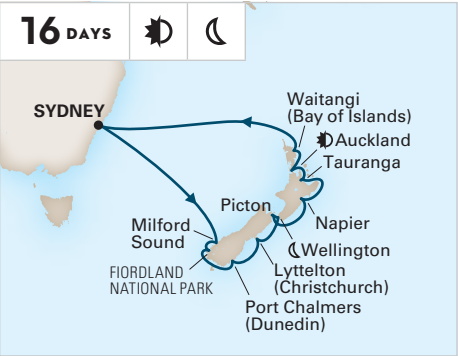 16 DAYS
SYDNEY
Waitangi
(Bay of Islands)
Auckland
Tauranga
Picton
Napier
Milford
Sound
Wellington
FIORDLAND
NATIONAL PARK
Lyttelton
(Christchurch)
Port Chalmers
(Dunedin)